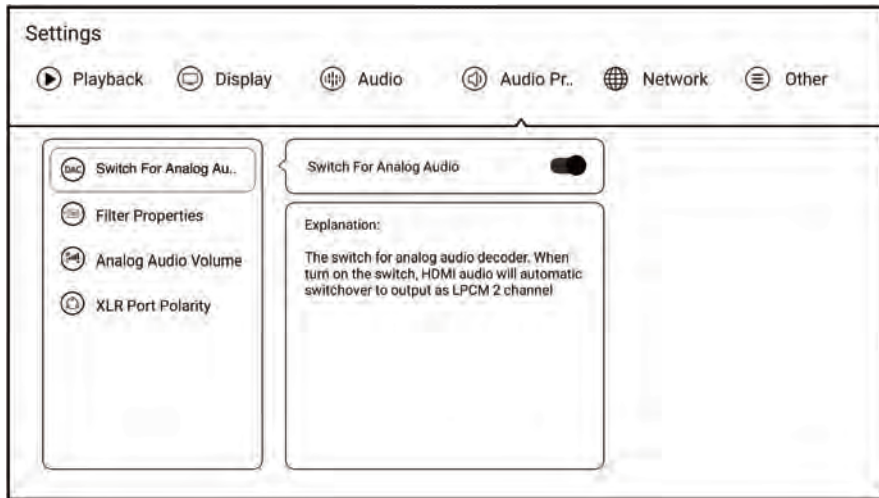 Settings
Playback Display Audio Audio Pr.. Network Other
DAC Switch For Analog Au..
Switch For Analog Audio
Filter Properties
Analog Audio Volume
XLR Port Polarity
Explanation:
The switch for analog audio decoder. When
turn on the switch, HDMI audio will automatic
switchover to output as LPCM 2 channel